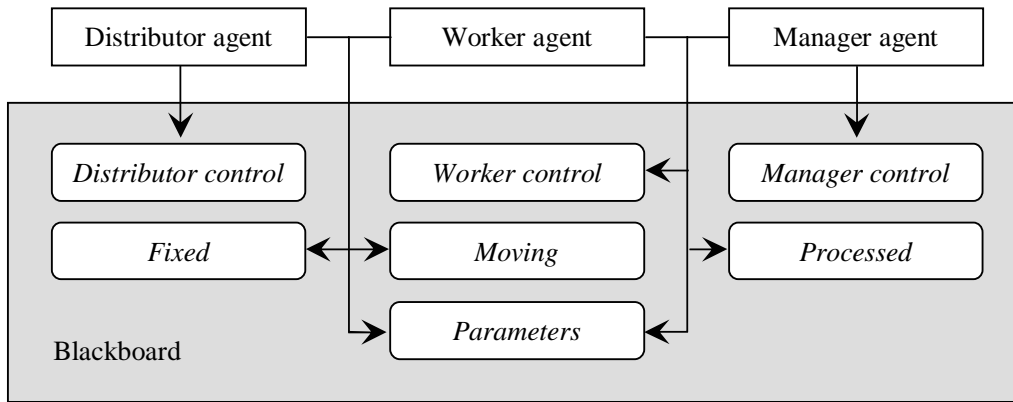 Distributor agent
Worker agent
Manager agent
Distributor control
Worker control
Manager control
Fixed
Moving
Processed
Parameters
Blackboard